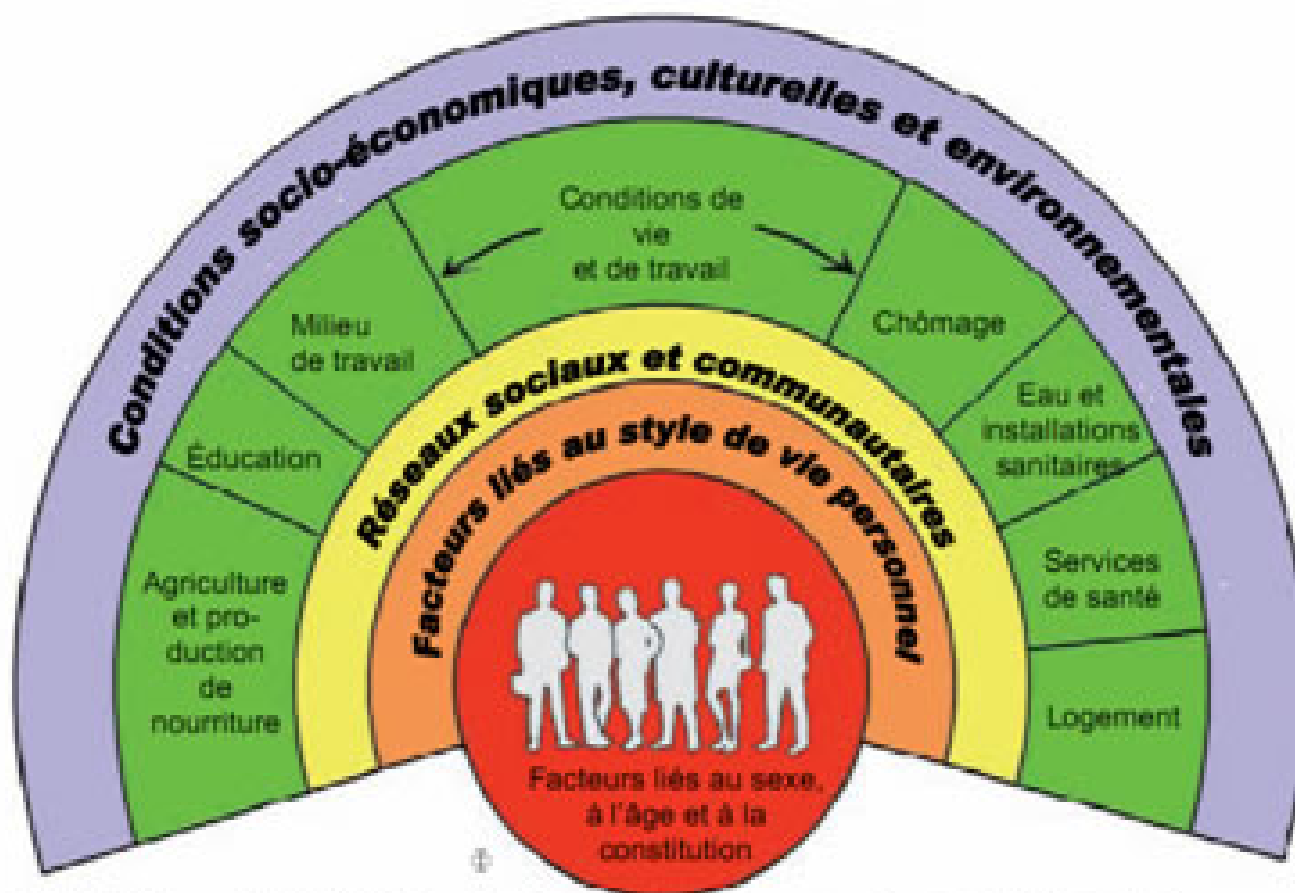 Conditions socio-économiques, culturelles et environnementales
Conditions de
vie
et de travail
Milieu
de travail
Chômage
Éducation
Eau et
installations
sanitaires
Agriculture
et pro-
duction
de
nourriture
Services
de santé
Logement
Réseaux sociaux et communautaires
Facteurs liés au style de vie personnel
Facteurs liés au sexe,
à l'âge et à la
constitution